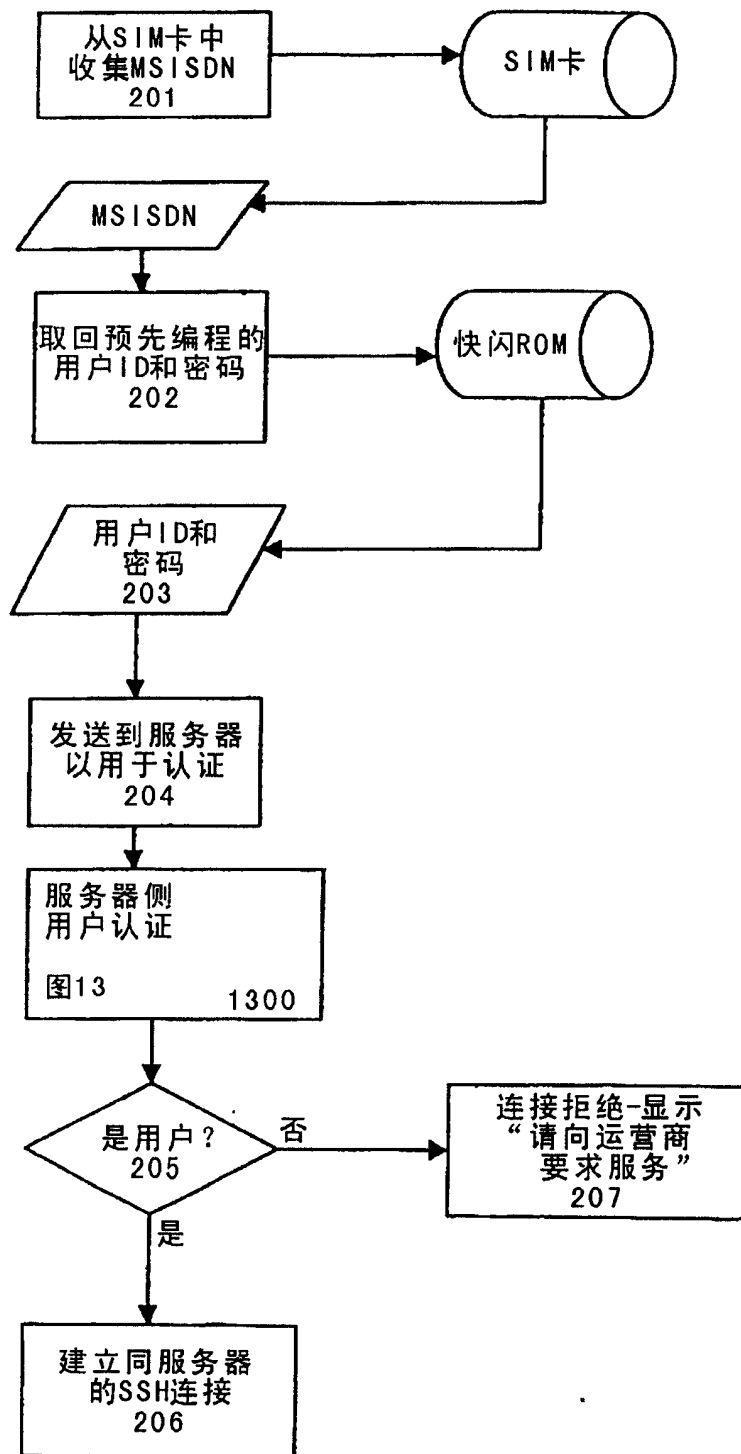 从SIM卡中
收集MSISDN
201
SIM卡
MSISDN
取回预先编程的
用户ID和密码
202
快闪ROM
用户ID和
密码
203
发送到服务器
以用于认证
204
服务器侧
用户认证
图13
1300
是用户?
205
否
连接拒绝-显示
“请向运营商
要求服务”
207
是
建立同服务器
的SSH连接
206